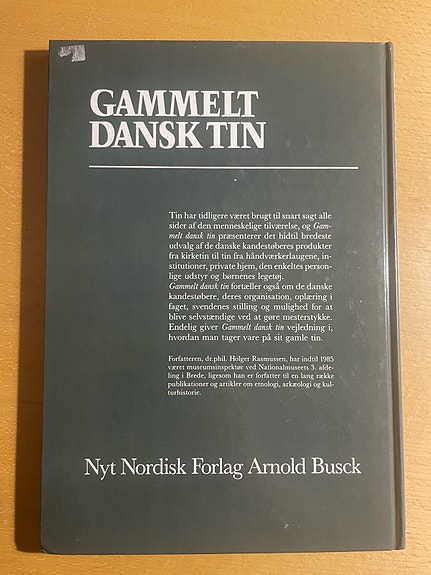 GAMMELT
DANSK TIN
Tin har tidligere været brugt til snart sagt alle
sider af den menneskelige tilværelse, og Gam-
melt dansk tin præsenterer det hidtil bredeste
udvalg af de danske kandestøberes produkter
fra kirketin til tin fra håndværkerlaugene, in-
stitutioner, private hjem, den enkeltes person-
lige udstyr og børnenes legetøj.
Gammelt dansk tin fortæller også om de danske
kandestøbere, deres organisation, oplæring i
faget, svendenes stilling og mulighed for at
blive selvstændige ved at gøre mesterstykke.
Endelig giver Gammelt dansk tin vejledning i,
hvordan man tager vare på sit gamle tin.
Forfatteren, dr.phil. Holger Rasmussen, har indtil 1985
været museumsinspektør ved Nationalmuseets 3. afde-
ling i Brede, ligesom han er forfatter til en lang række
publikationer og artikler om etnologi, arkæologi og kul-
turhistorie.
Nyt Nordisk Forlag Arnold Busck